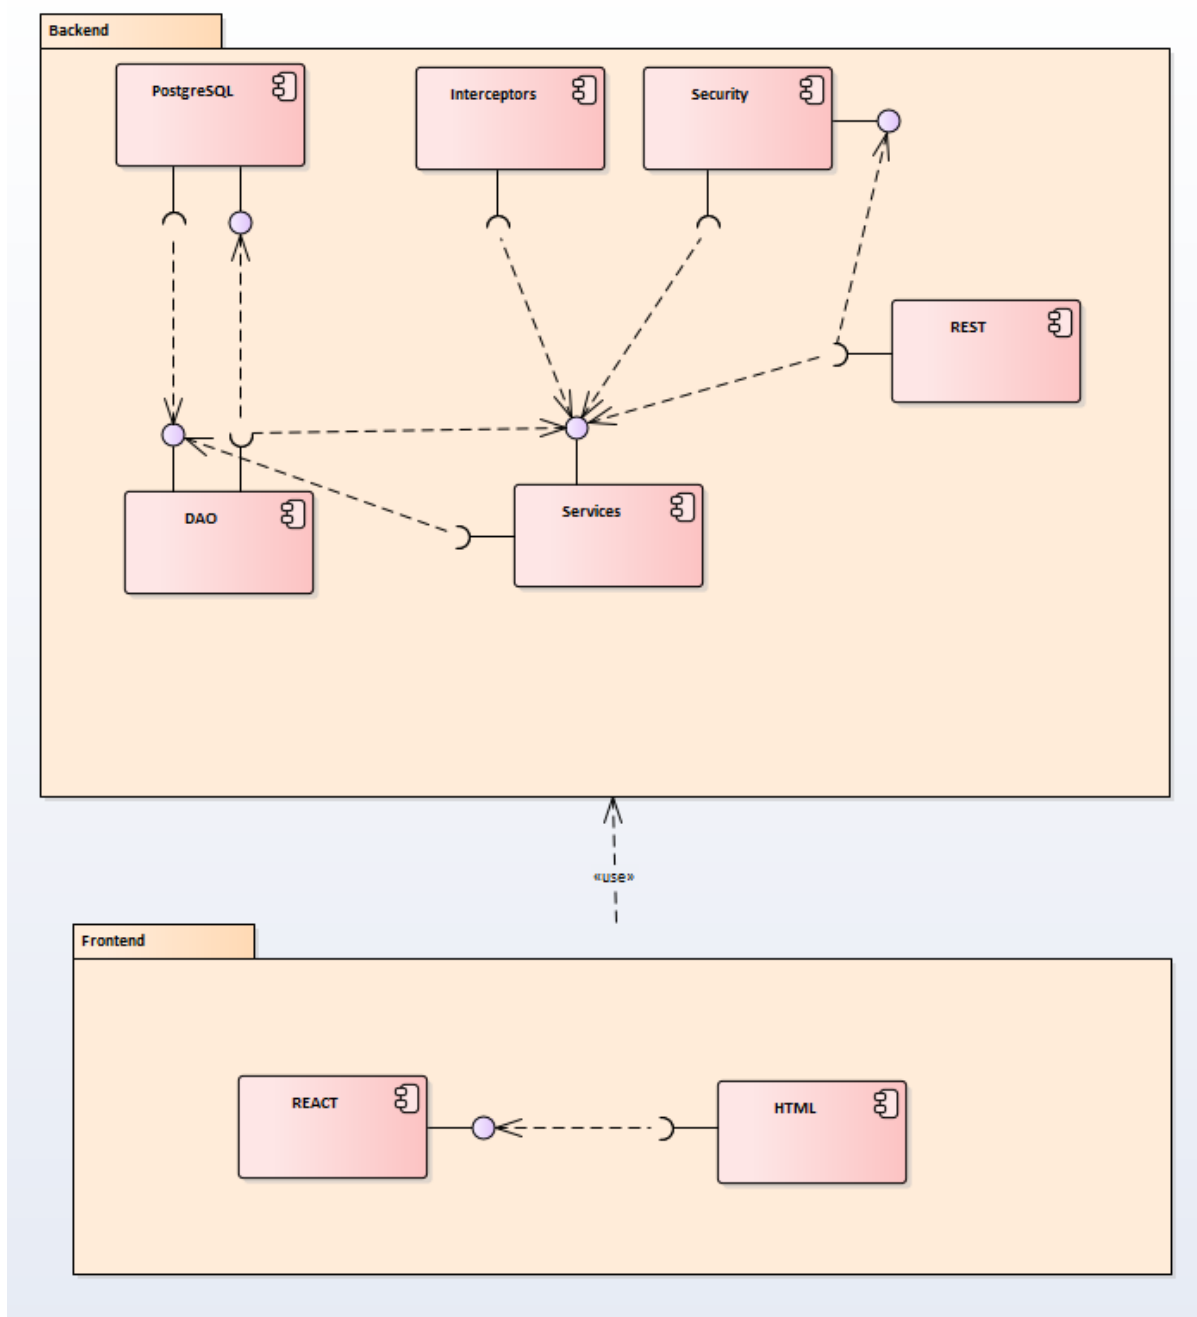 Backend
PostgreSQL
Interceptors
Security
REST
DAO
Services
«use»
Frontend
REACT
HTML